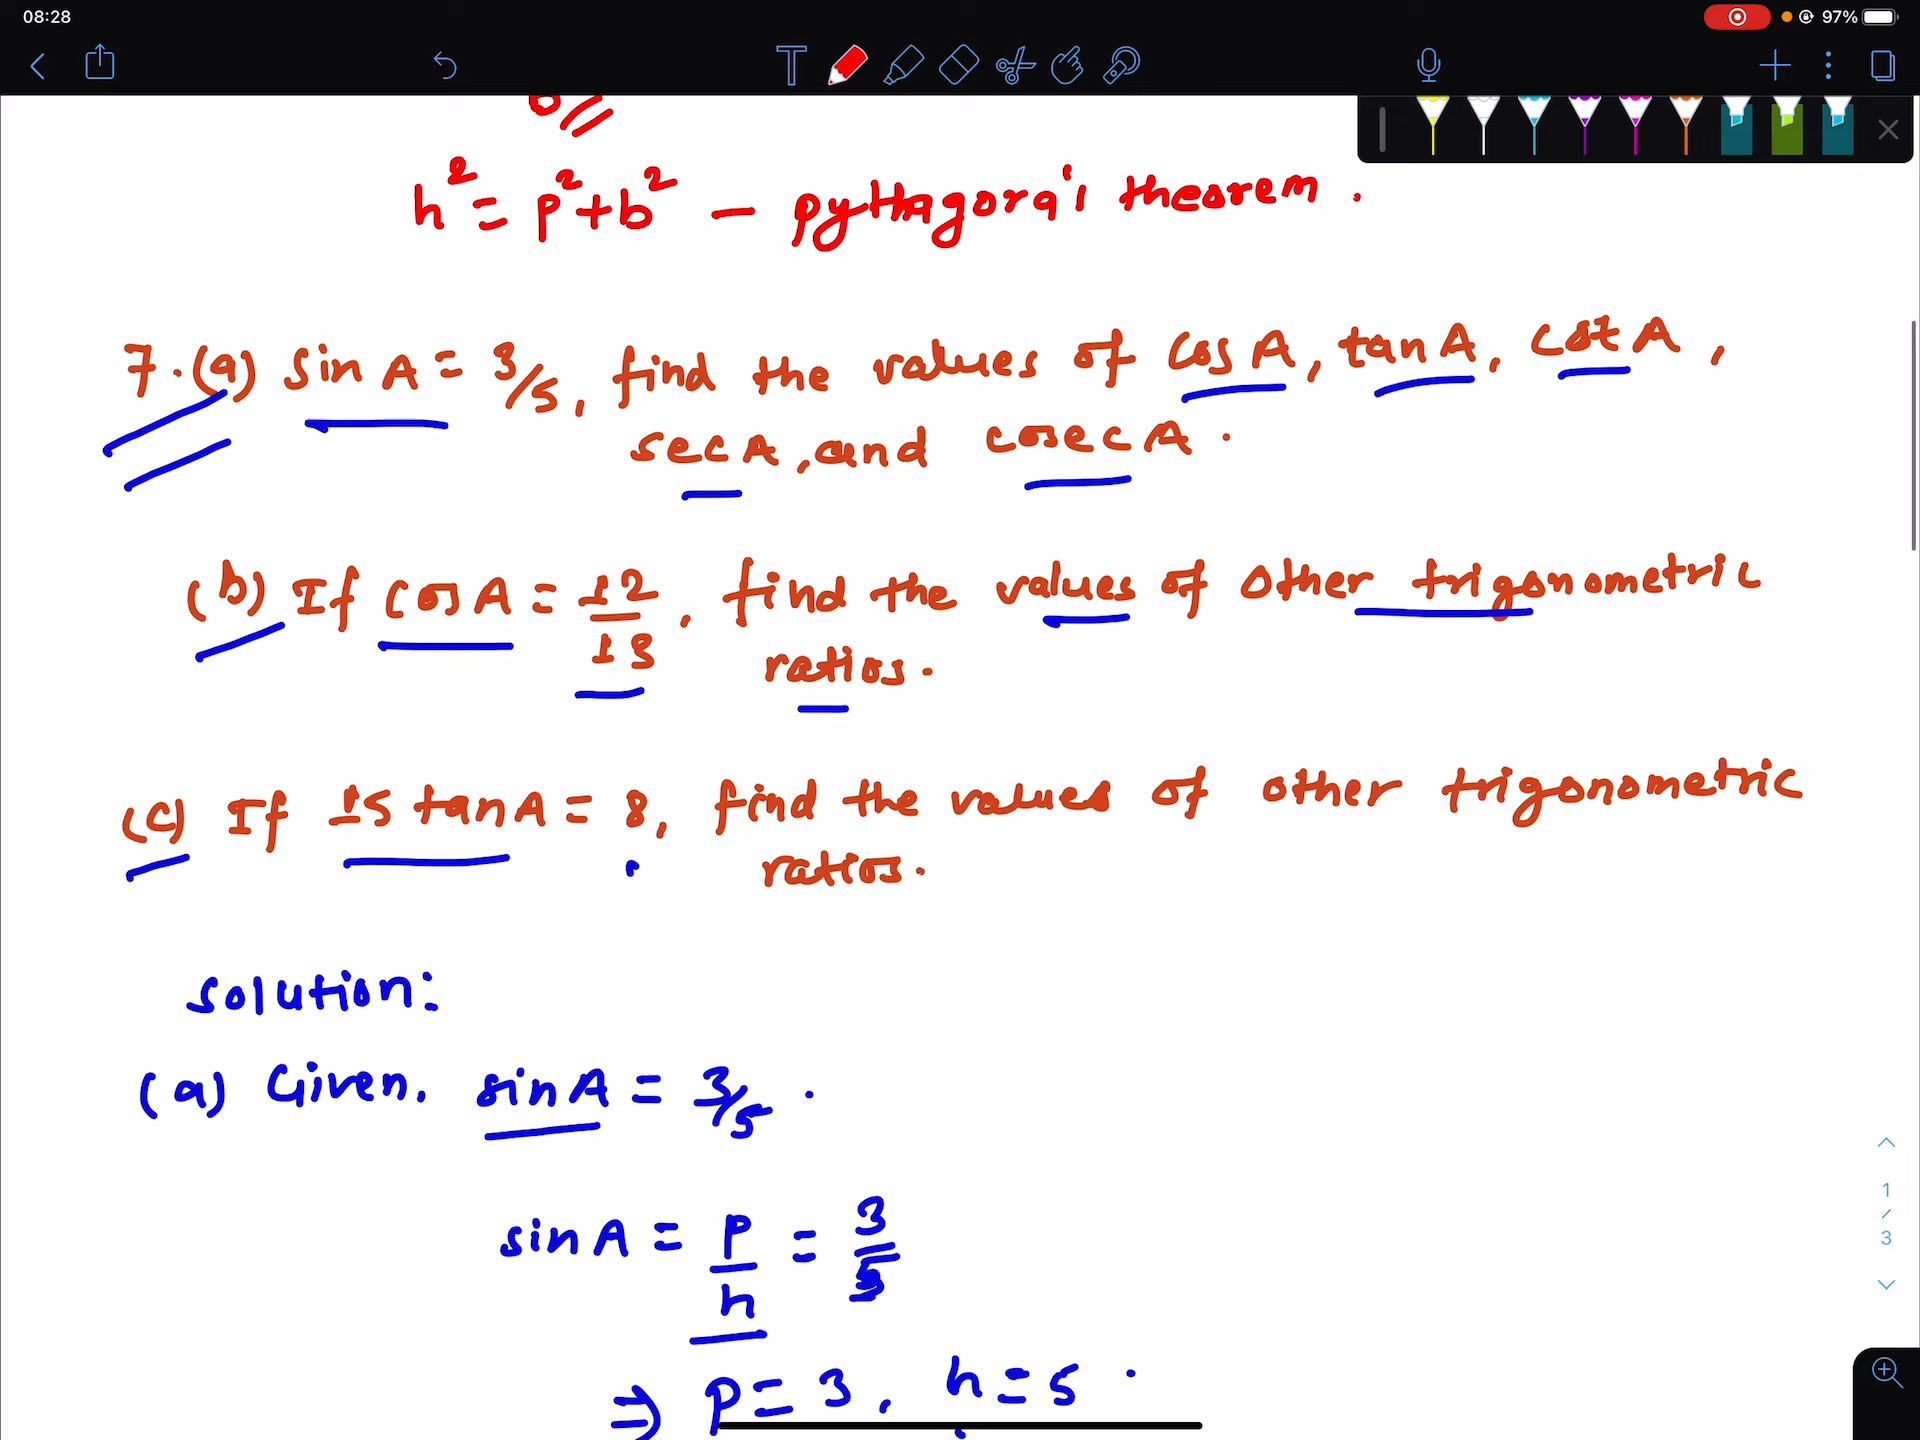 08:28
97%
h² = p² + b² - pythagora's theorem.
7.(a) sin A = 3/5, find the values of cos A, tan A, cot A,
sec A, and cosec A.
(b) If cos A = 12/13, find the values of other trigonometric
ratios.
(c) If 15 tan A = 8, find the values of other trigonometric
ratios.
solution:
(a) Given, sin A = 3/5.
sin A = p/h = 3/5
⇒ p = 3, h = 5.
1
/
3